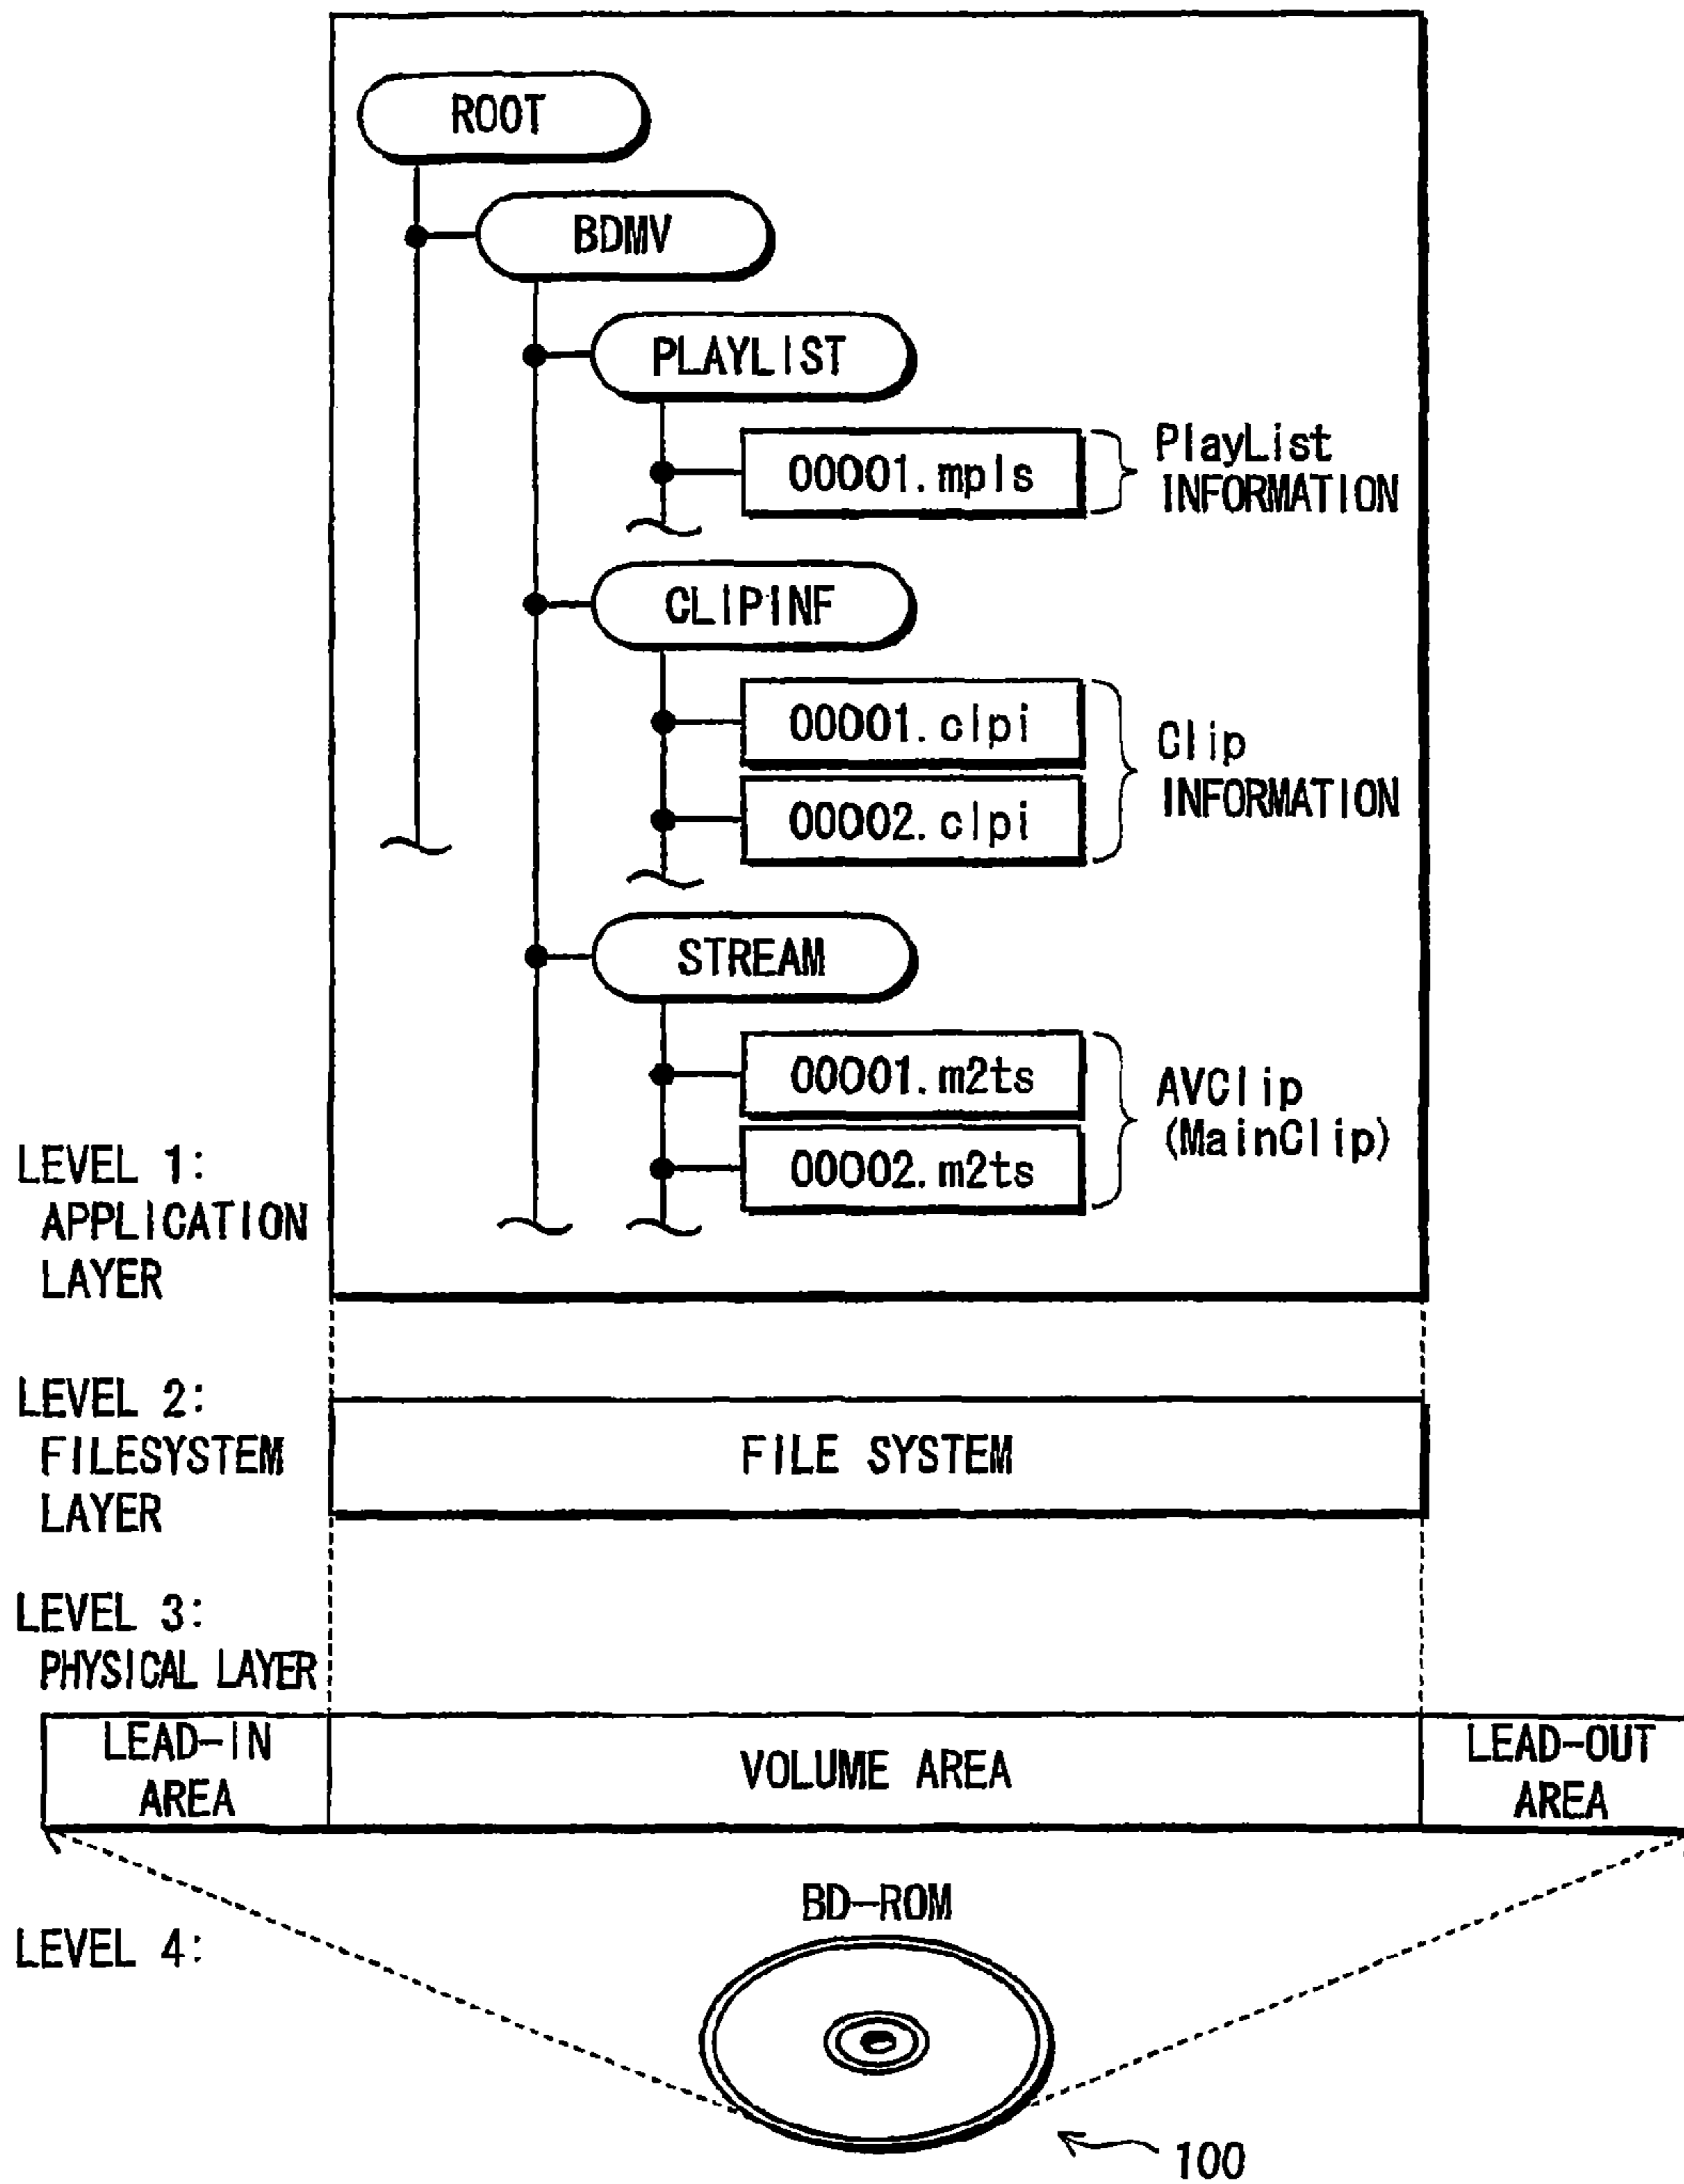 ROOT
BDMV
PLAYLIST
00001.mpls
PlayList
INFORMATION
CLIPINF
00001.clpi
00002.clpi
Clip
INFORMATION
STREAM
00001.m2ts
00002.m2ts
AVClip
(MainClip)
LEVEL 1:
APPLICATION
LAYER
LEVEL 2:
FILESYSTEM
LAYER
FILE SYSTEM
LEVEL 3:
PHYSICAL LAYER
LEAD-IN
AREA
VOLUME AREA
LEAD-OUT
AREA
BD-ROM
LEVEL 4:
100